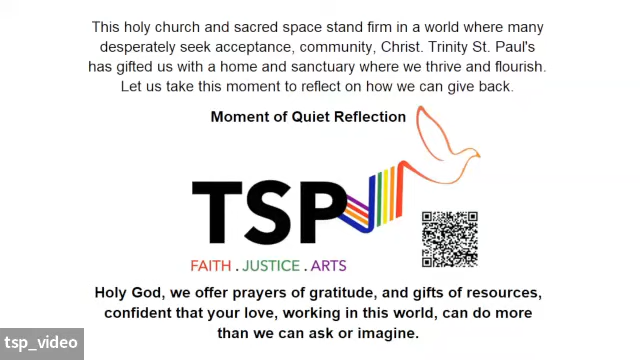 This holy church and sacred space stand firm in a world where many
desperately seek acceptance, community, Christ. Trinity St. Paul's
has gifted us with a home and sanctuary where we thrive and flourish.
Let us take this moment to reflect on how we can give back.
Moment of Quiet Reflection
TSP
FAITH . JUSTICE . ARTS
Holy God, we offer prayers of gratitude, and gifts of resources,
confident that your love, working in this world, can do more
than we can ask or imagine.
tsp_video